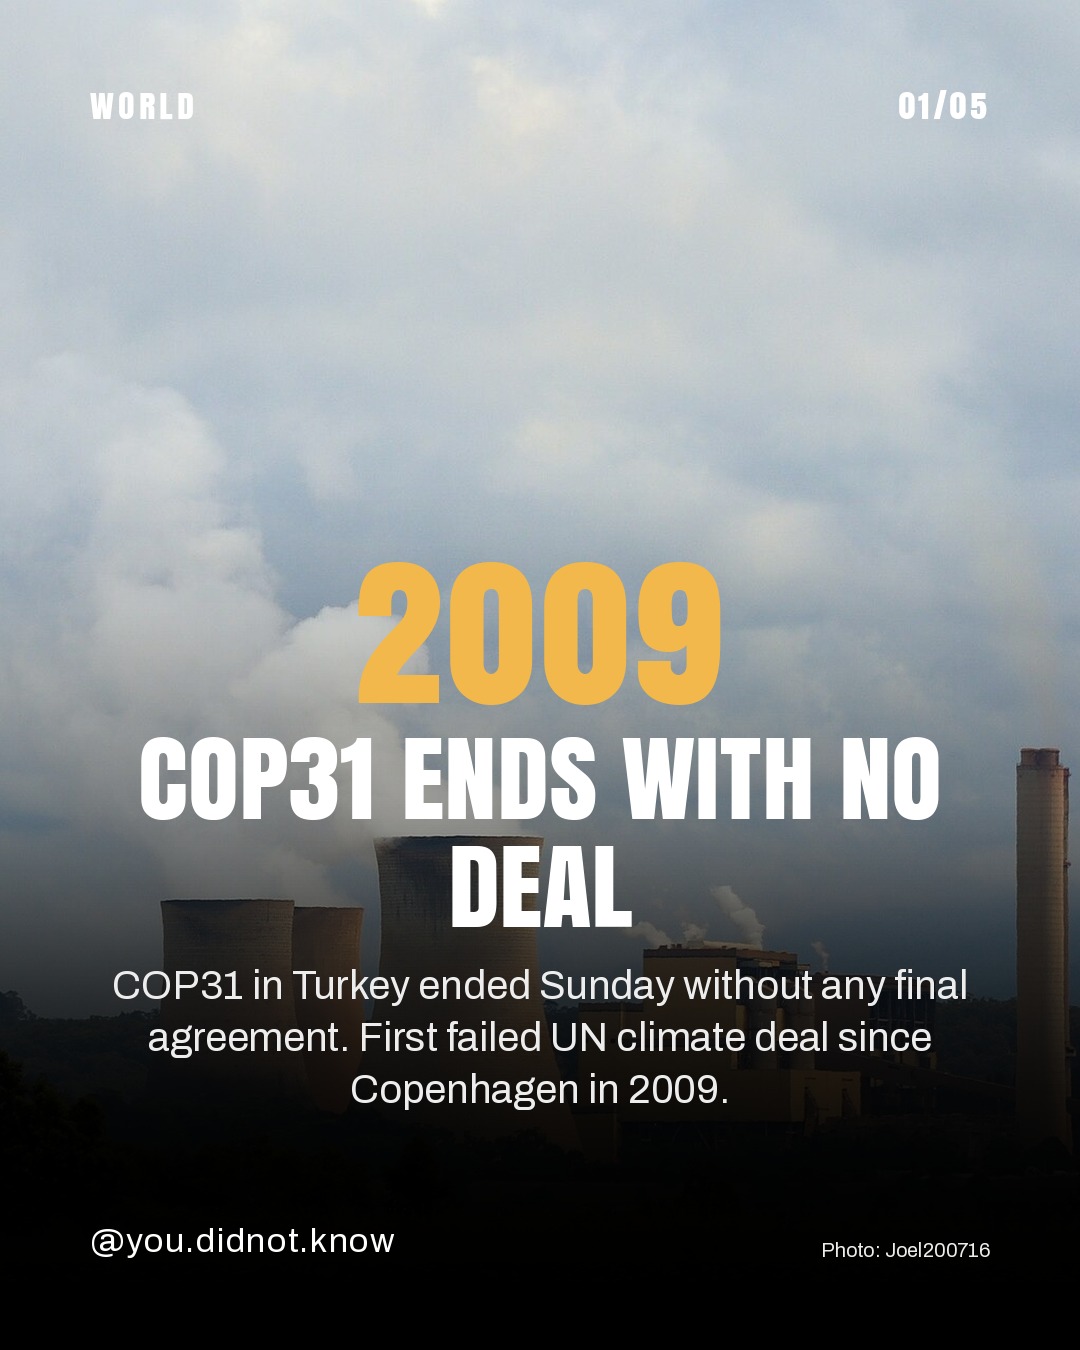 WORLD
01/05
2009
COP31 ENDS WITH NO
DEAL
COP31 in Turkey ended Sunday without any final
agreement. First failed UN climate deal since
Copenhagen in 2009.
@you.didnot.know
Photo: Joel200716